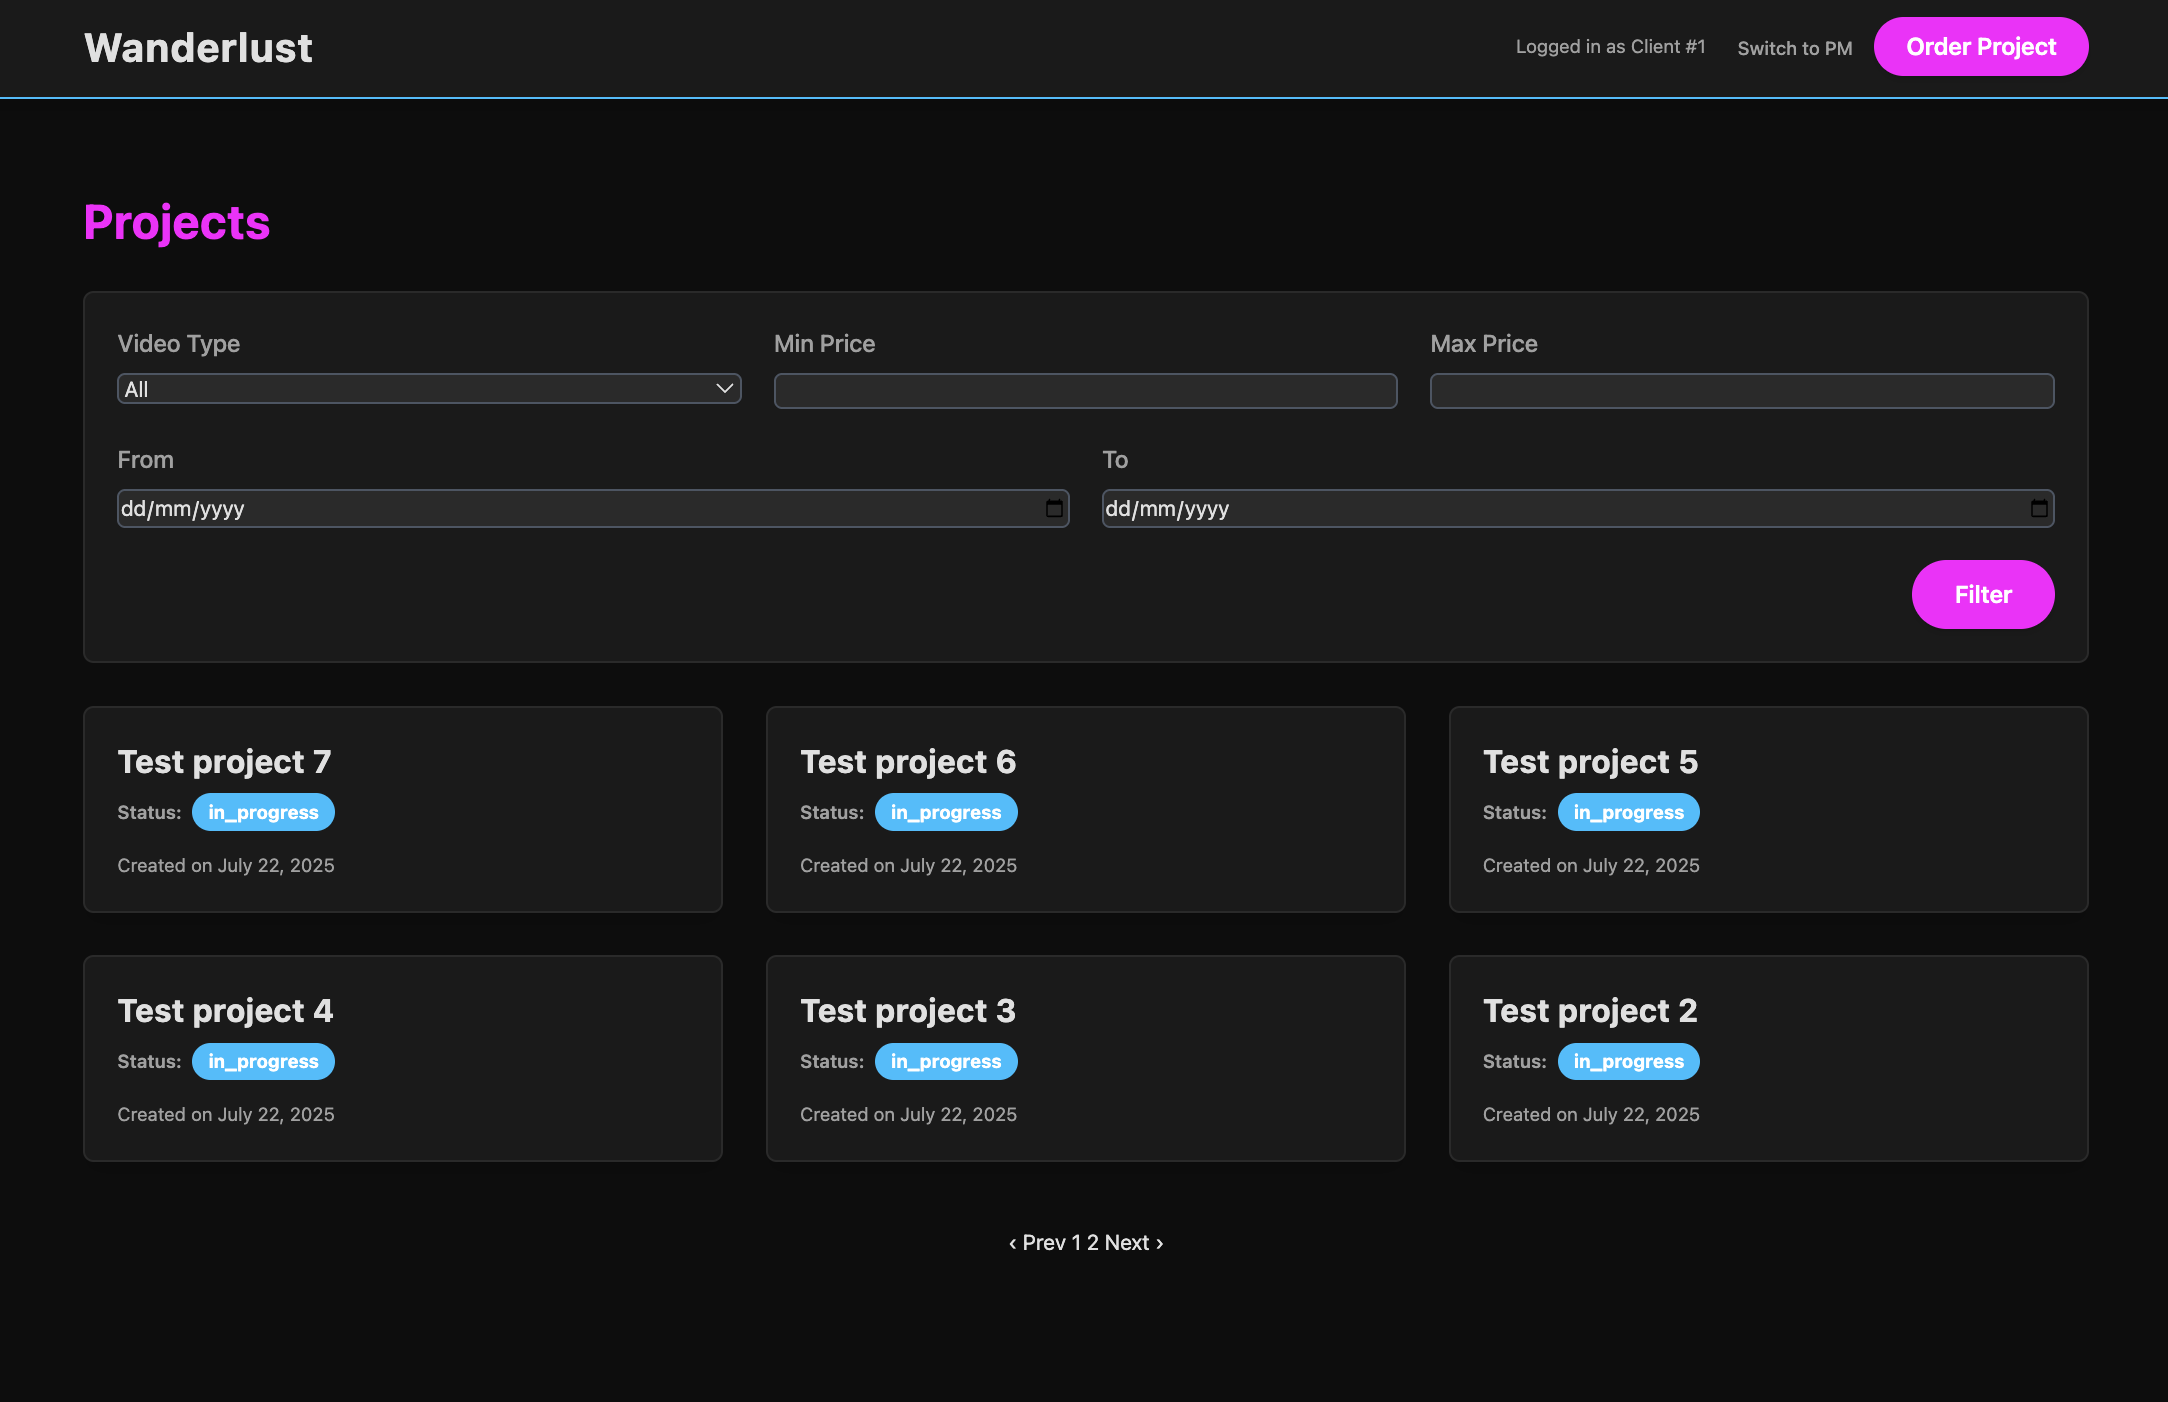 Wanderlust
Logged in as Client #1 Switch to PM Order Project
Projects
Video Type Min Price Max Price
All
From To
dd/mm/yyyy dd/mm/yyyy
Filter
Test project 7 Test project 6 Test project 5
Status: in_progress Status: in_progress Status: in_progress
Created on July 22, 2025 Created on July 22, 2025 Created on July 22, 2025
Test project 4 Test project 3 Test project 2
Status: in_progress Status: in_progress Status: in_progress
Created on July 22, 2025 Created on July 22, 2025 Created on July 22, 2025
‹ Prev 1 2 Next ›